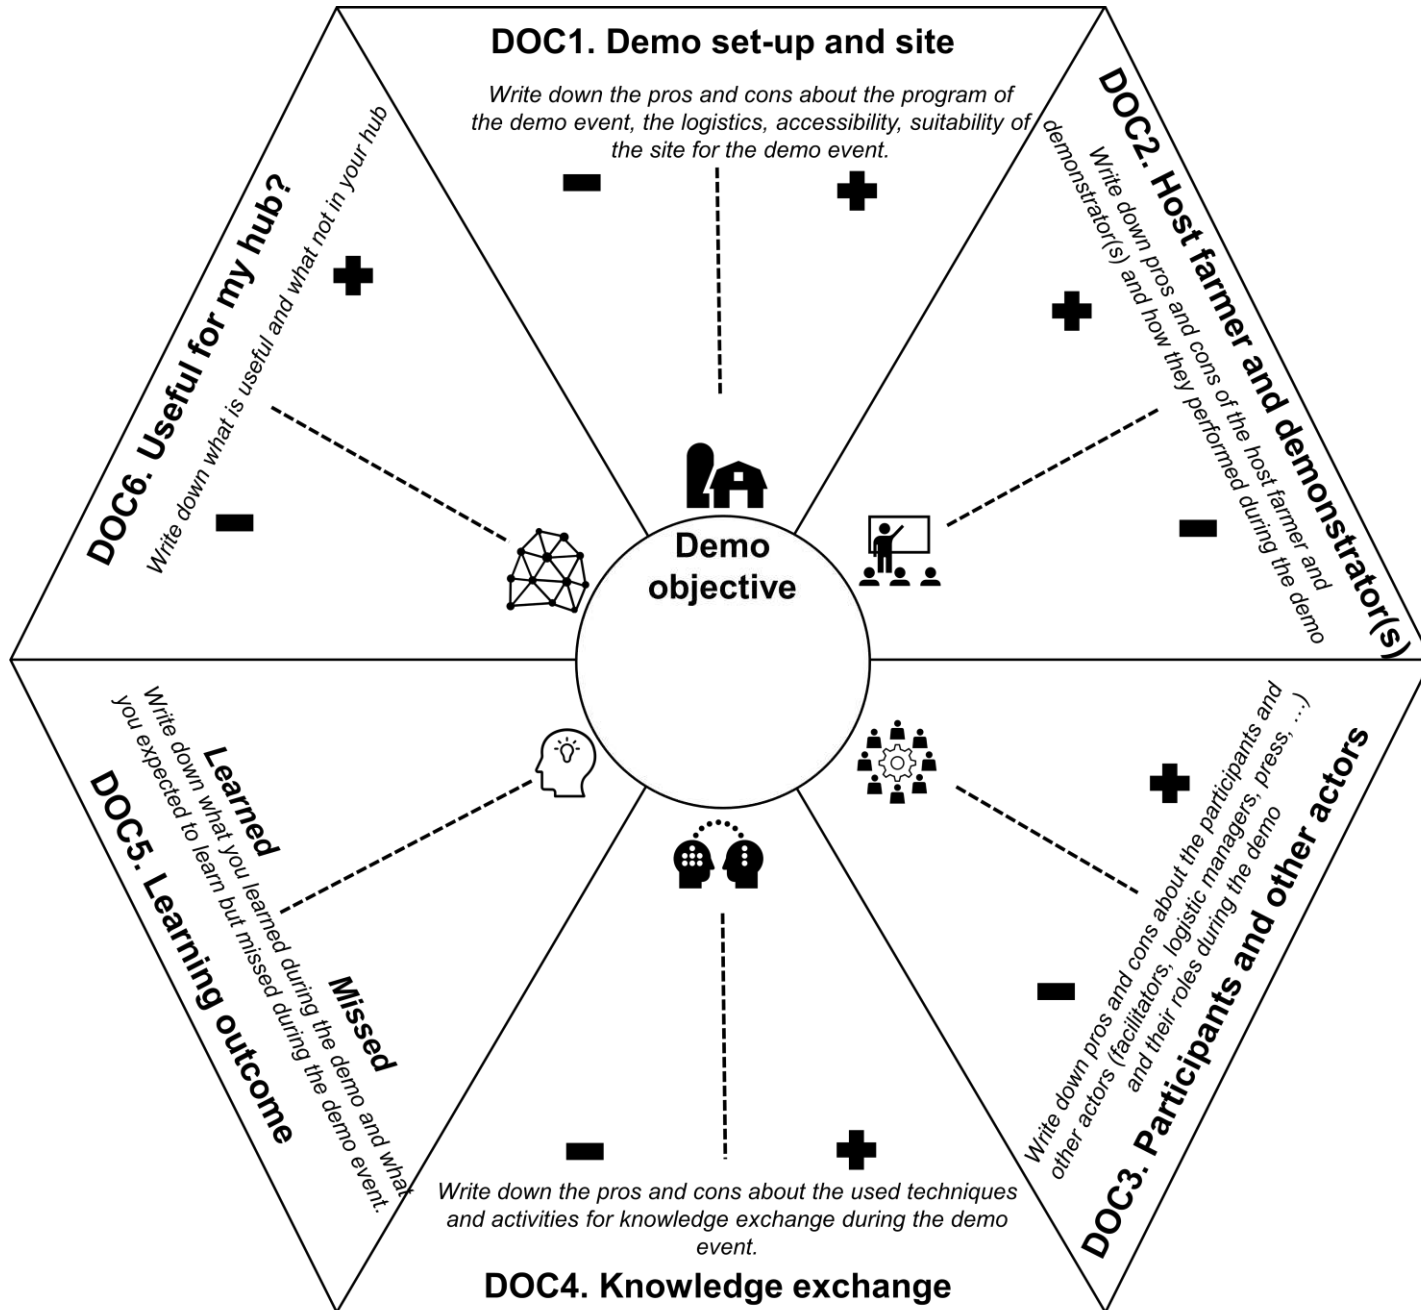 DOC1. Demo set-up and site
Write down the pros and cons about the program of
the demo event, the logistics, accessibility, suitability of
the site for the demo event.
DOC2. Host farmer and demonstrator(s)
Write down pros and cons of the host farmer and
demonstrator(s) and how they performed during the demo
Demo
objective
Write down pros and cons about the participants and
other actors (facilitators, logistic managers, press, …)
and their roles during the demo
DOC3. Participants and other actors
Write down the pros and cons about the used techniques
and activities for knowledge exchange during the demo
event.
DOC4. Knowledge exchange
Learned
Missed
Write down what you learned during the demo and what
you expected to learn but missed during the demo event.
DOC5. Learning outcome
DOC6. Useful for my hub?
Write down what is useful and what not in your hub